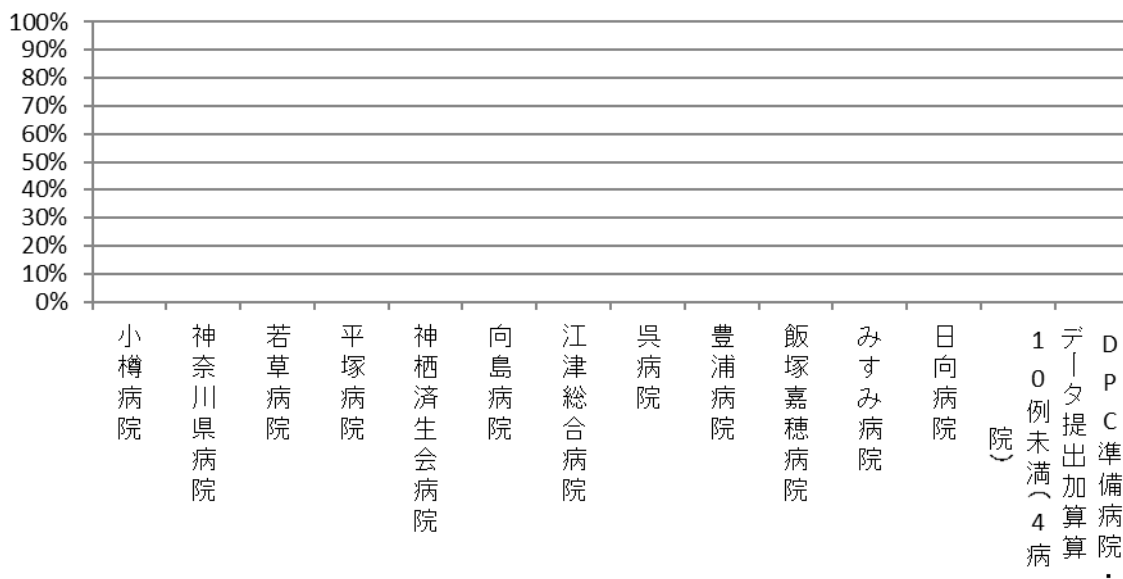 100%
90%
80%
70%
60%
50%
40%
30%
20%
10%
0%
小樽病院
神奈川県病院
若草病院
平塚病院
神栖済生会病院
向島病院
江津総合病院
呉病院
豊浦病院
飯塚嘉穂病院
みすみ病院
日向病院
DPC準備病院・
データ提出加算算
10例未満(4病
院)